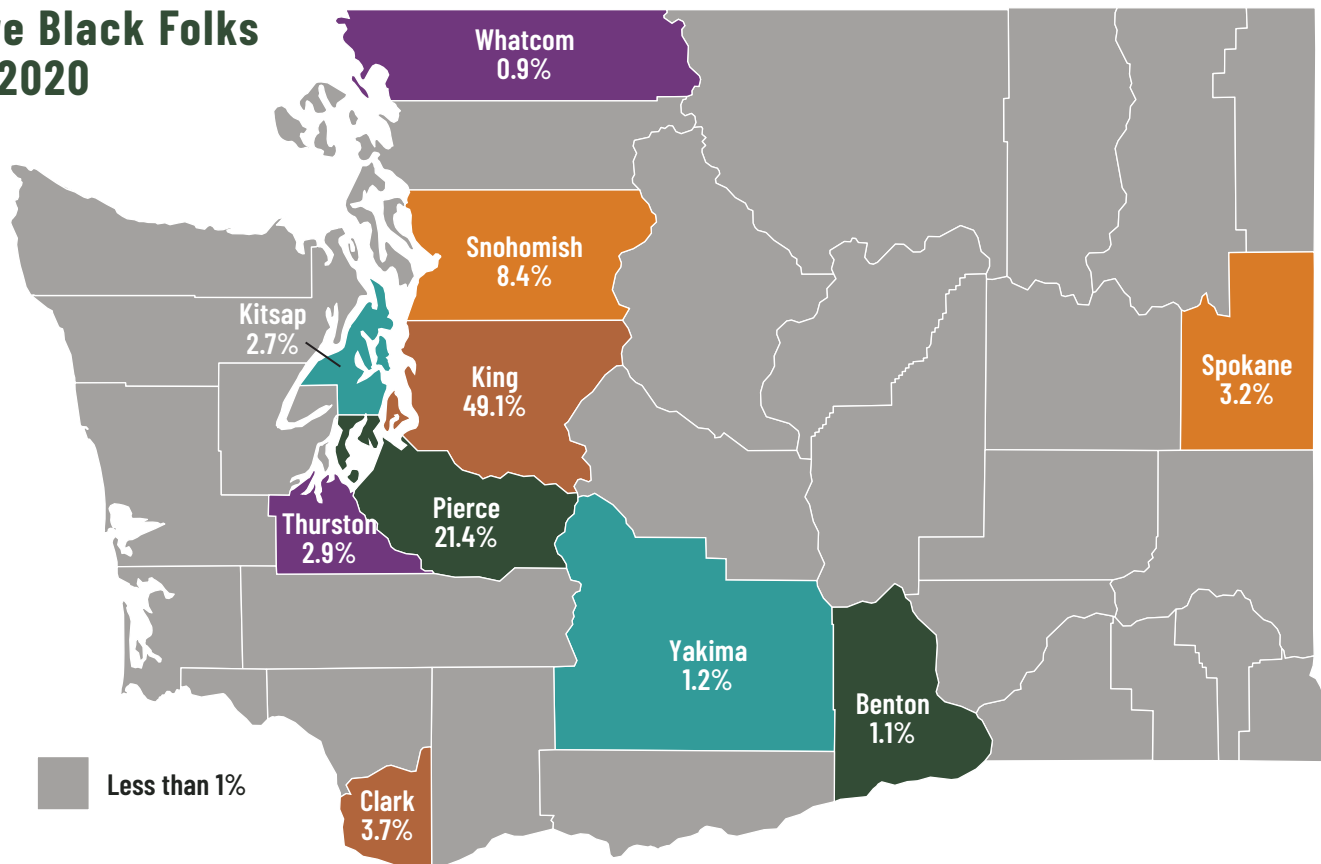 Black Folks
2020
Whatcom
0.9%
Snohomish
8.4%
Kitsap
2.7%
King
49.1%
Spokane
3.2%
Pierce
21.4%
Thurston
2.9%
Yakima
1.2%
Benton
1.1%
Less than 1%
Clark
3.7%